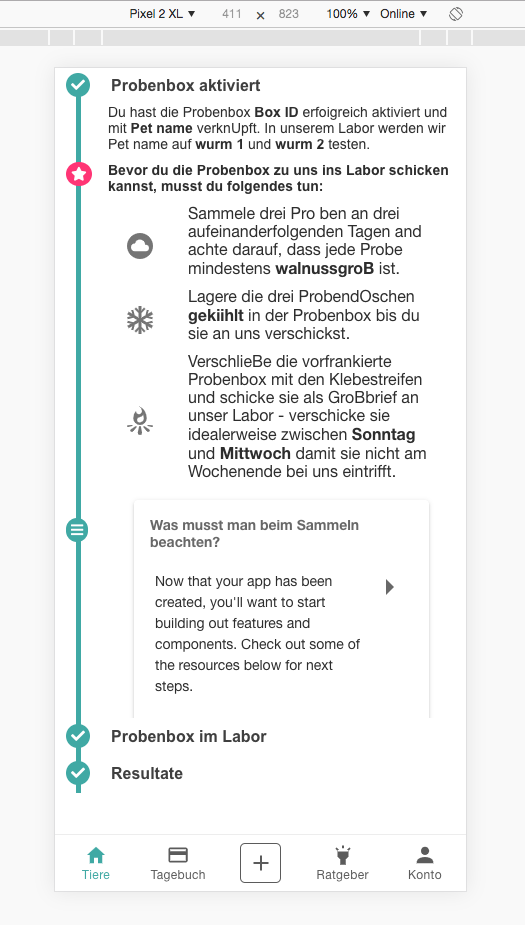 Pixel 2 XL ▼ 411 × 823 100% ▼ Online ▼
Probenbox aktiviert
Du hast die Probenbox Box ID erfoigreich aktiviert und
mit Pet name verknUpft. In unserem Labor werden wir
Pet name auf wurm 1 und wurm 2 testen.
Bevor du die Probenbox zu uns ins Labor schicken
kannst, musst du folgendes tun:
Sammele drei Pro ben an drei
aufeinanderfolgenden Tagen and
achte darauf, dass jede Probe
mindestens walnussgroB ist.
Lagere die drei ProbendOschen
gekiihlt in der Probenbox bis du
sie an uns verschickst.
VerschlieBe die vorfrankierte
Probenbox mit den Klebestreifen
und schicke sie als GroBbrief an
unser Labor - verschicke sie
idealerweise zwischen Sonntag
und Mittwoch damit sie nicht am
Wochenende bei uns eintrifft.
Was musst man beim Sammeln
beachten?
Now that your app has been
created, you'll want to start
building out features and
components. Check out some of
the resources below for next
steps.
Probenbox im Labor
Resultate
Tiere Tagebuch Ratgeber Konto